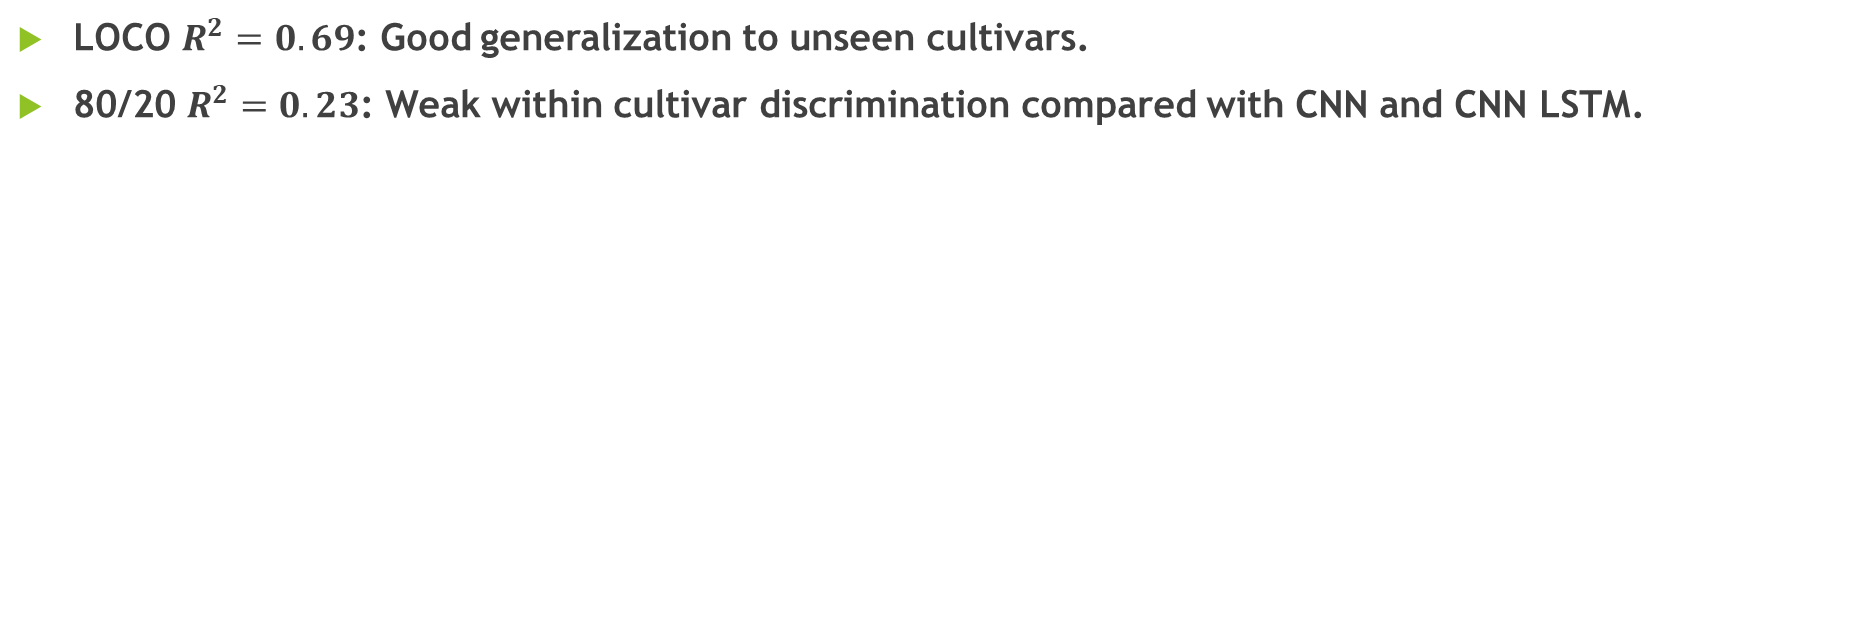 LOCO R² = 0.69: Good generalization to unseen cultivars.
80/20 R² = 0.23: Weak within cultivar discrimination compared with CNN and CNN LSTM.